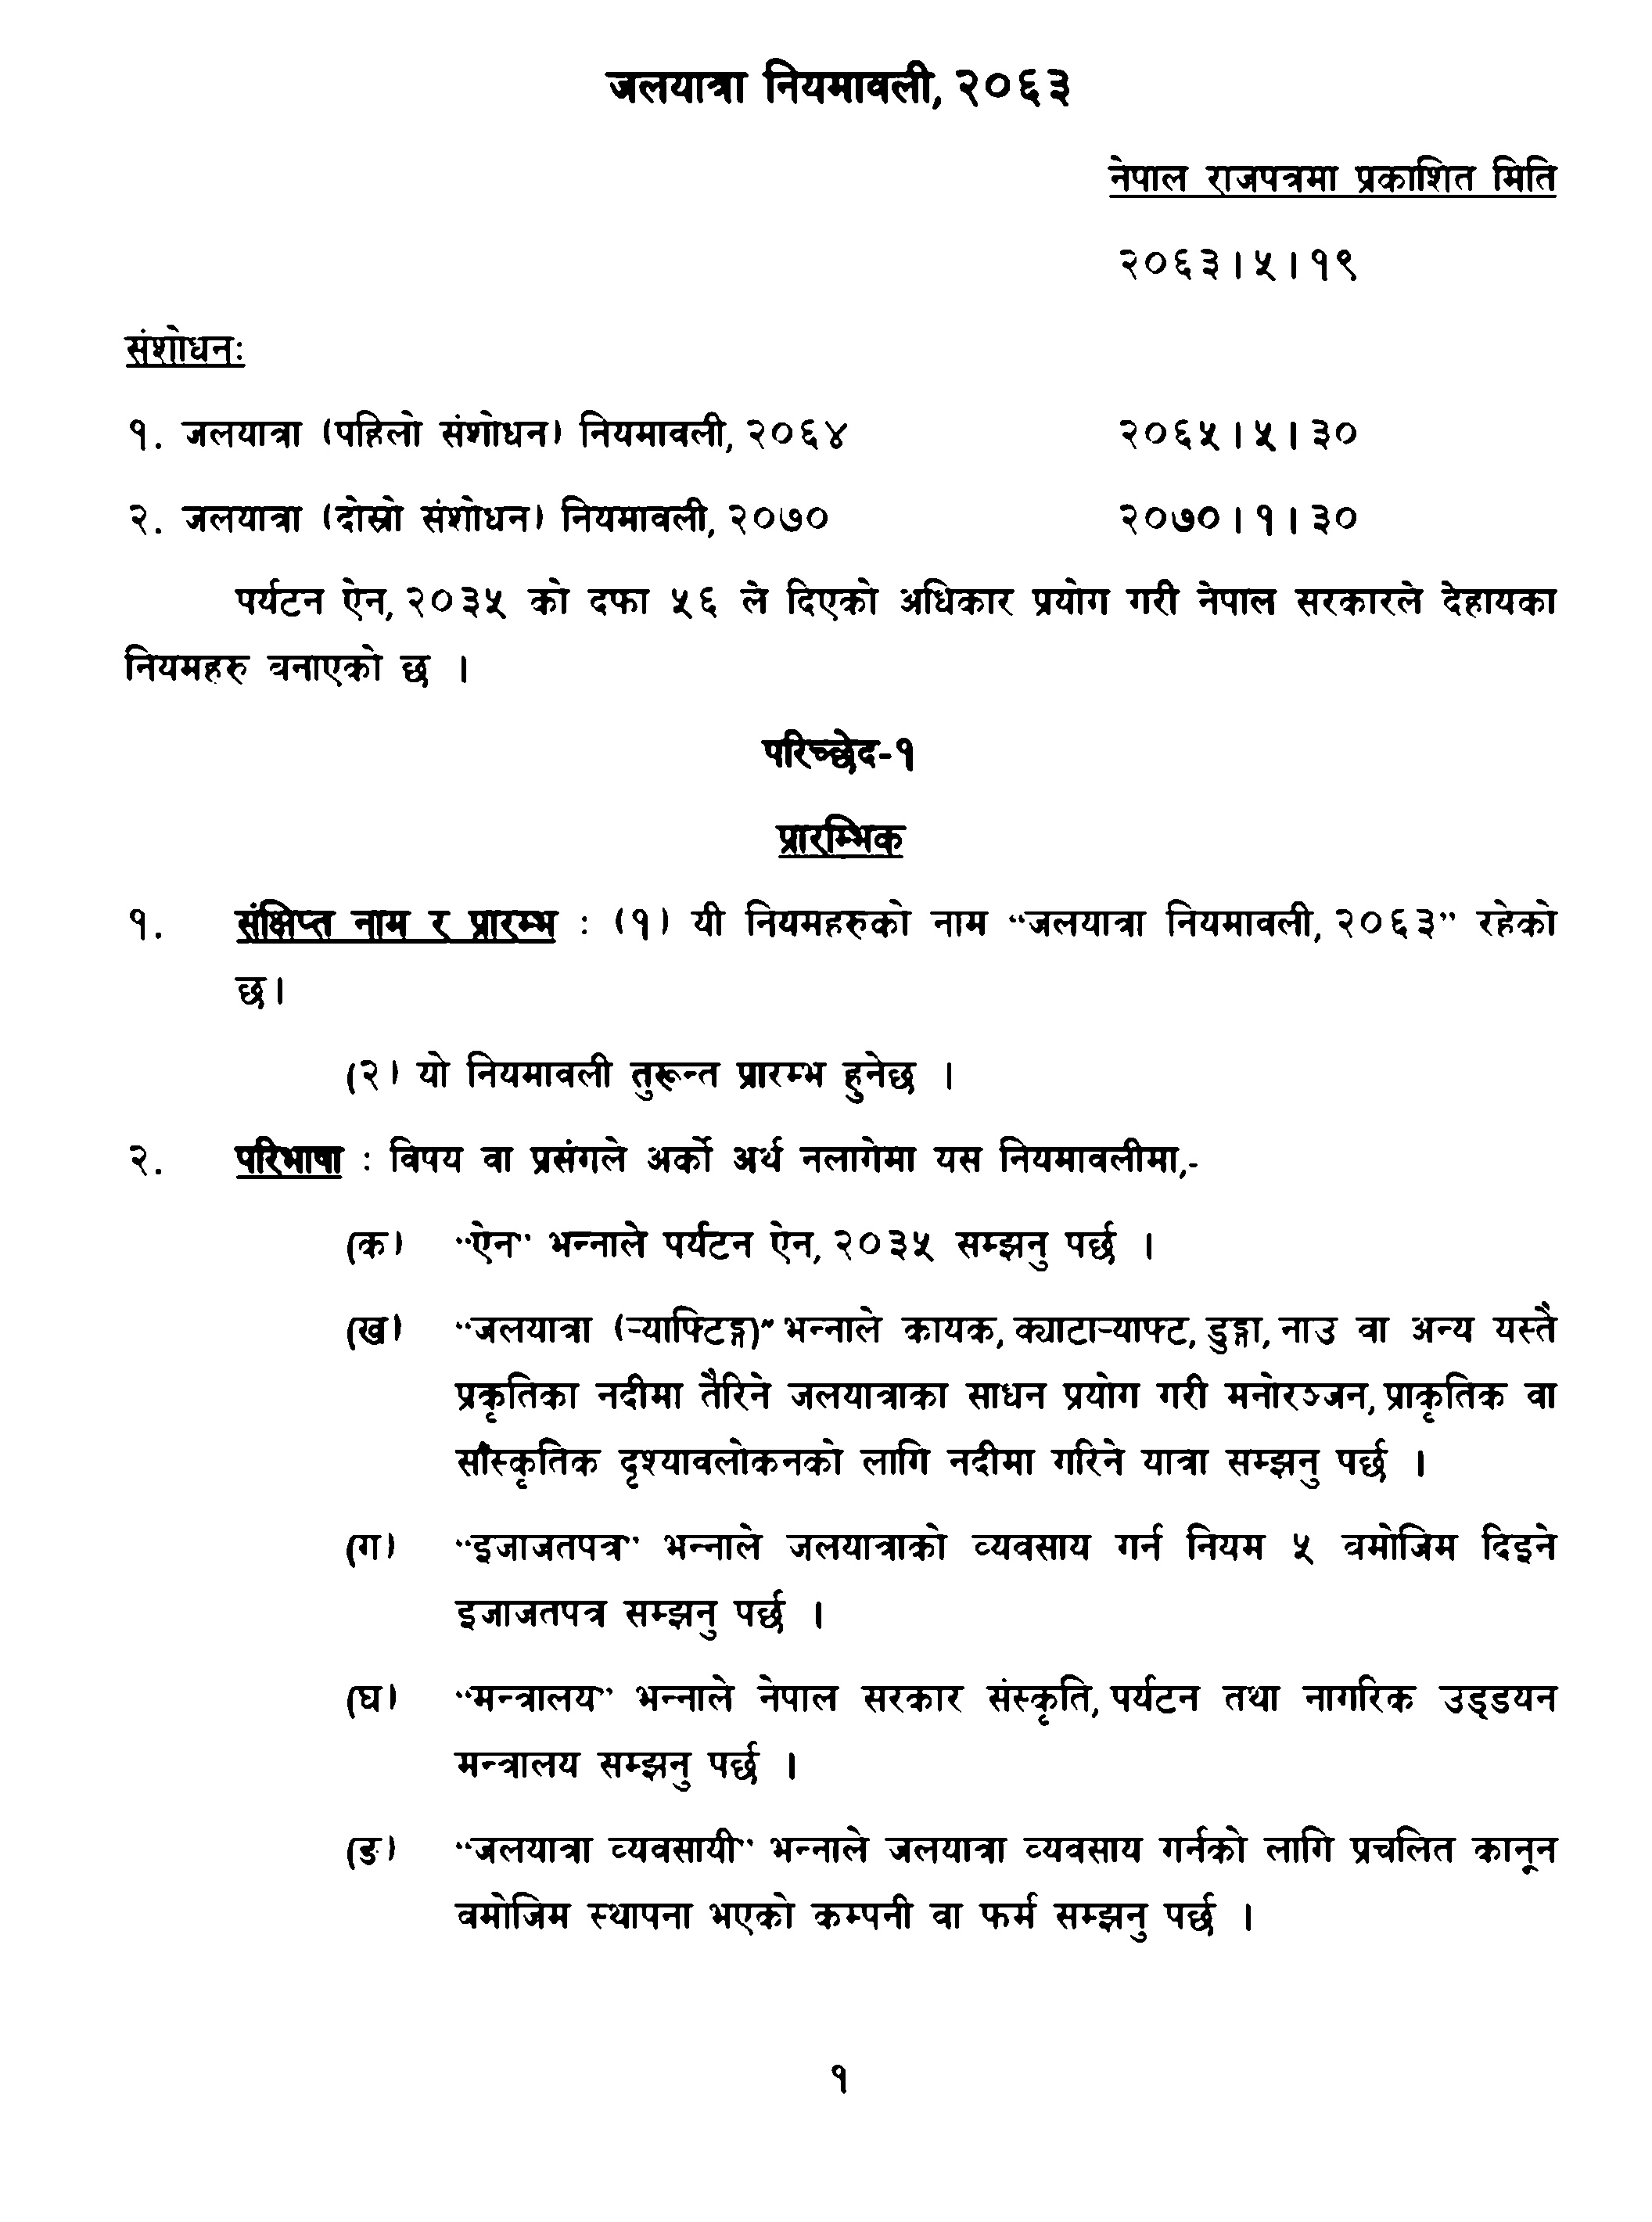 जलयात्रा नियमावली, २०६३
नेपाल राजपत्रमा प्रकाशित मिति
२०६३।५।१९
संशोधनः
१. जलयात्रा (पहिलो संशोधन) नियमावली, २०६४ २०६५।५।३०
२. जलयात्रा (दोस्रो संशोधन) नियमावली, २०७० २०७०।१।३०
पर्यटन ऐन, २०३५ को दफा ५६ ले दिएको अधिकार प्रयोग गरी नेपाल सरकारले देहायका
नियमहरु बनाएको छ ।
परिच्छेद-१
प्रारम्भिक
१. संक्षिप्त नाम र प्रारम्भ : (१) यी नियमहरुको नाम “जलयात्रा नियमावली, २०६३” रहेको
छ।
(२) यो नियमावली तुरून्त प्रारम्भ हुनेछ ।
२. परिभाषा : विषय वा प्रसंगले अर्को अर्थ नलागेमा यस नियमावलीमा,-
(क) “ऐन” भन्नाले पर्यटन ऐन, २०३५ सम्झनु पर्छ ।
(ख) “जलयात्रा (र्‍याफ्टिङ्ग)” भन्नाले कायक, क्याटार्‍याफ्ट, डुङ्गा, नाउ वा अन्य यस्तै
प्रकृतिका नदीमा तैरिने जलयात्राका साधन प्रयोग गरी मनोरञ्जन, प्राकृतिक वा
साँस्कृतिक दृश्यावलोकनको लागि नदीमा गरिने यात्रा सम्झनु पर्छ ।
(ग) “इजाजतपत्र” भन्नाले जलयात्राको व्यवसाय गर्न नियम ५ बमोजिम दिइने
इजाजतपत्र सम्झनु पर्छ ।
(घ) “मन्त्रालय” भन्नाले नेपाल सरकार संस्कृति, पर्यटन तथा नागरिक उड्डयन
मन्त्रालय सम्झनु पर्छ ।
(ङ) “जलयात्रा व्यवसायी” भन्नाले जलयात्रा व्यवसाय गर्नको लागि प्रचलित कानून
बमोजिम स्थापना भएको कम्पनी वा फर्म सम्झनु पर्छ ।
१